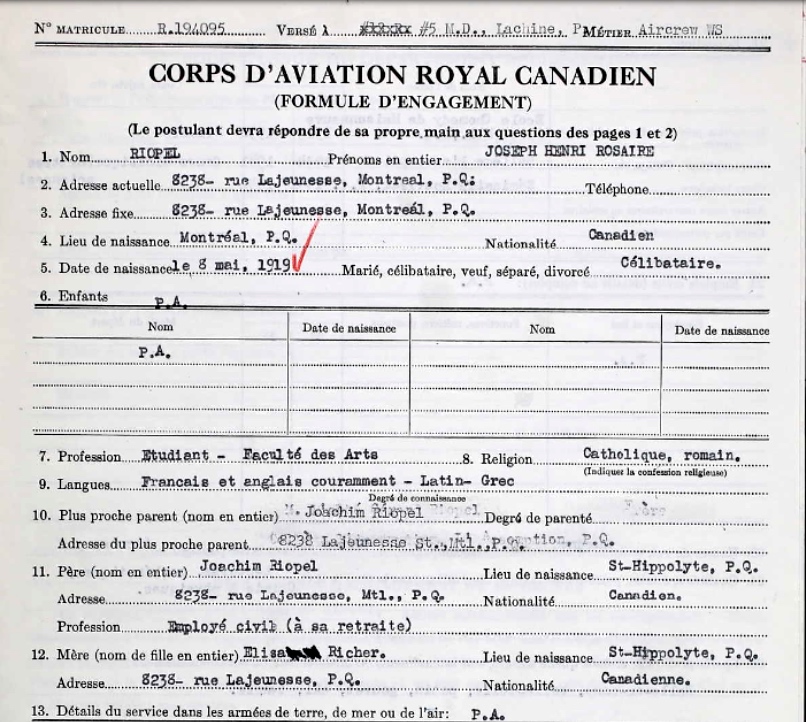 N° MATRICULE R.194095 VERSÉ À #5 M.D., Lachine, P MÉTIER Aircrew WS
CORPS D'AVIATION ROYAL CANADIEN
(FORMULE D'ENGAGEMENT)
(Le postulant devra répondre de sa propre main aux questions des pages 1 et 2)
1. Nom RIOPEL Prénoms en entier JOSEPH HENRI ROSAIRE
2. Adresse actuelle 8238- rue Lajeunesse, Montreal, P.Q: Téléphone
3. Adresse fixe 8238- rue Lajeunesse, Montreál, P.Q.
4. Lieu de naissance Montréal, P.Q. Nationalité Canadien
5. Date de naissance le 8 mai, 1919 Marié, célibataire, veuf, séparé, divorcé Célibataire.
6. Enfants P.A.
Nom Date de naissance Nom Date de naissance
P.A.
7. Profession Etudiant - Faculté des Arts 8. Religion Catholique, romain.
(Indiquer la confession religieuse)
9. Langues Francais et anglais couramment - Latin- Grec
Degré de connaissance
10. Plus proche parent (nom en entier) M. Joachim Riopel Degré de parenté
Adresse du plus proche parent 8238 Lajeunesse St., Mtl., P.Q.
11. Père (nom en entier) Joachim Riopel Lieu de naissance St-Hippolyte, P.Q.
Adresse 8238- rue Lajeunesse, Mtl., P.Q. Nationalité Canadien.
Profession Employé civil (à sa retraite)
12. Mère (nom de fille en entier) Elisa Richer. Lieu de naissance St-Hippolyte, P.Q.
Adresse 8238- rue Lajeunesse, P.Q. Nationalité Canadienne.
13. Détails du service dans les armées de terre, de mer ou de l'air: P.A.